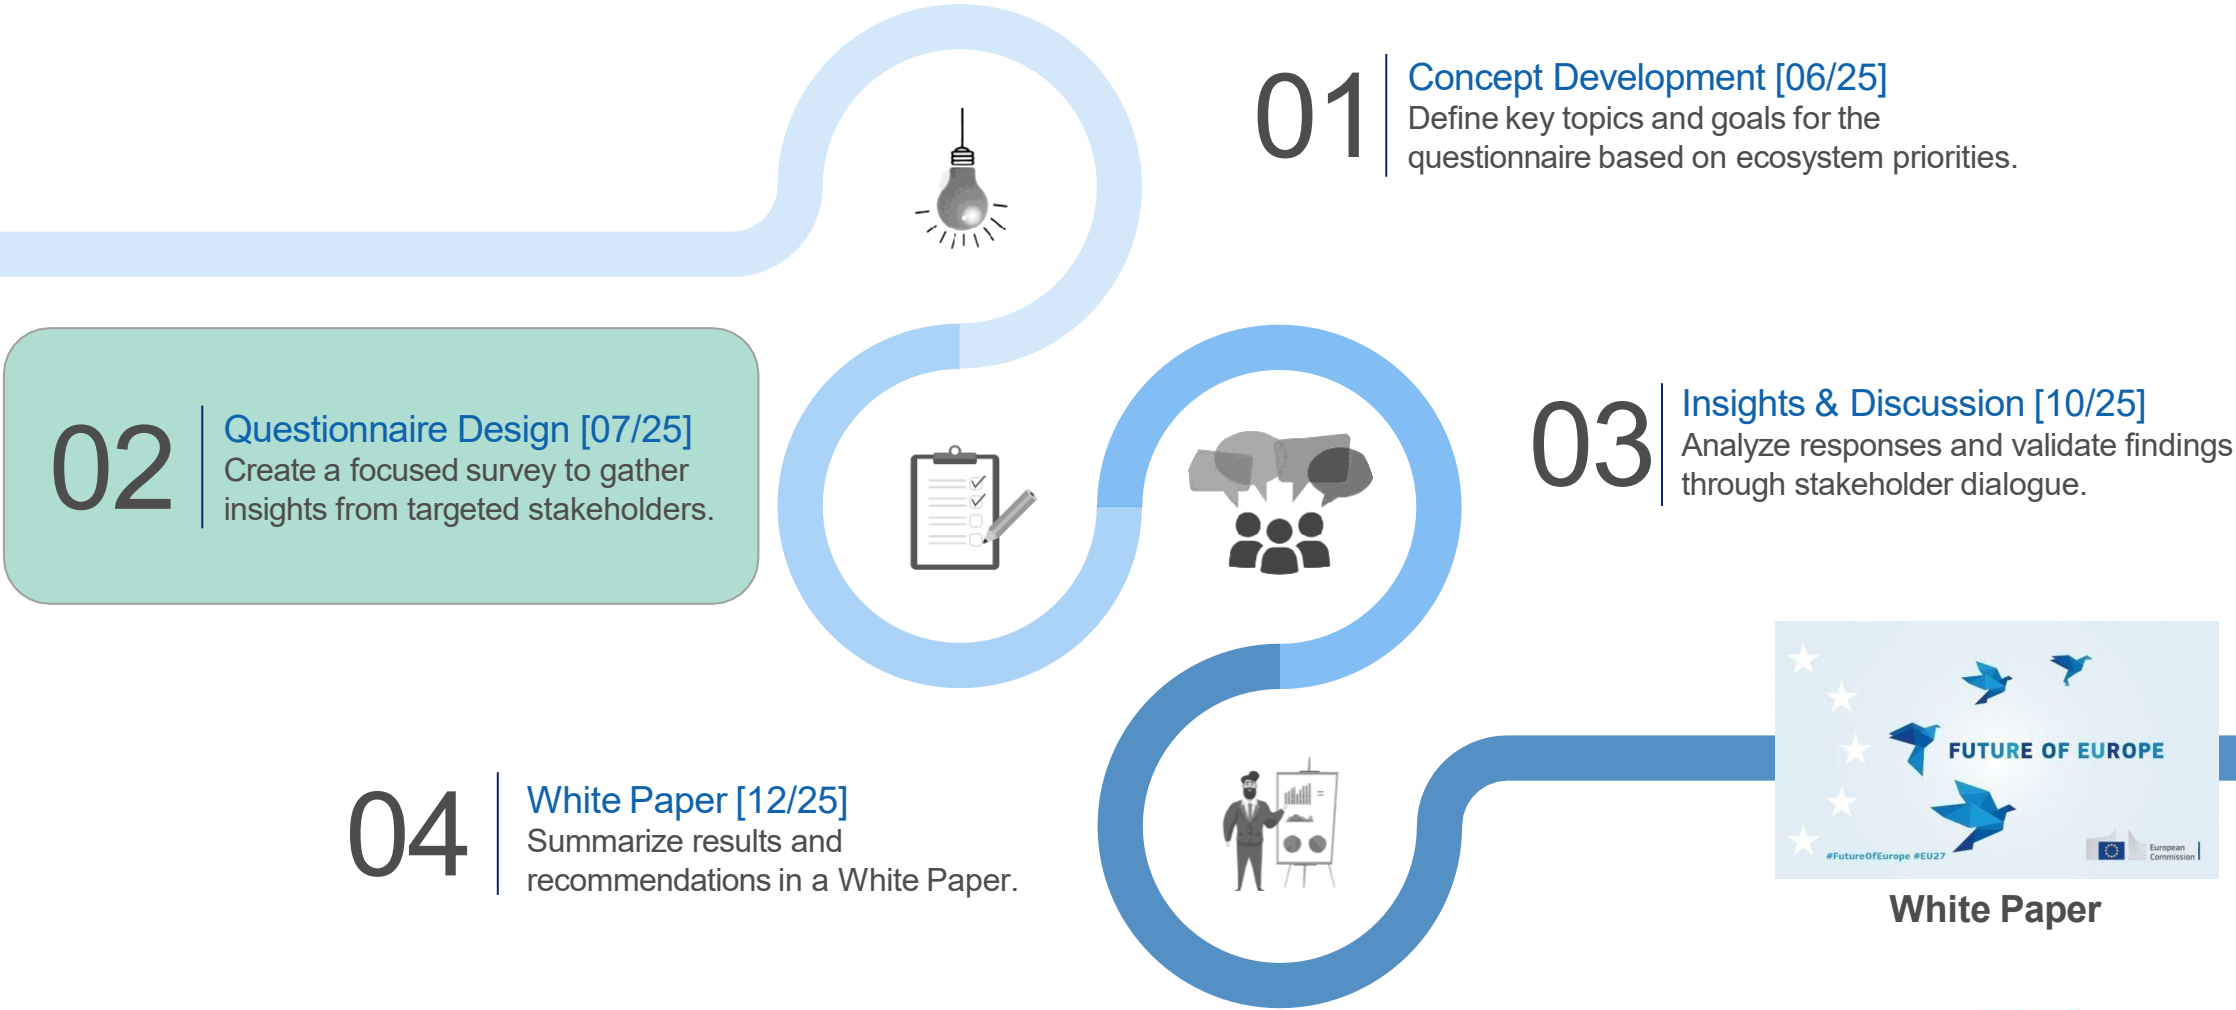 01
Concept Development [06/25]
Define key topics and goals for the
questionnaire based on ecosystem priorities.
02
Questionnaire Design [07/25]
Create a focused survey to gather
insights from targeted stakeholders.
03
Insights & Discussion [10/25]
Analyze responses and validate findings
through stakeholder dialogue.
04
White Paper [12/25]
Summarize results and
recommendations in a White Paper.
FUTURE OF EUROPE
#FutureOfEurope #EU27
European
Commission
White Paper